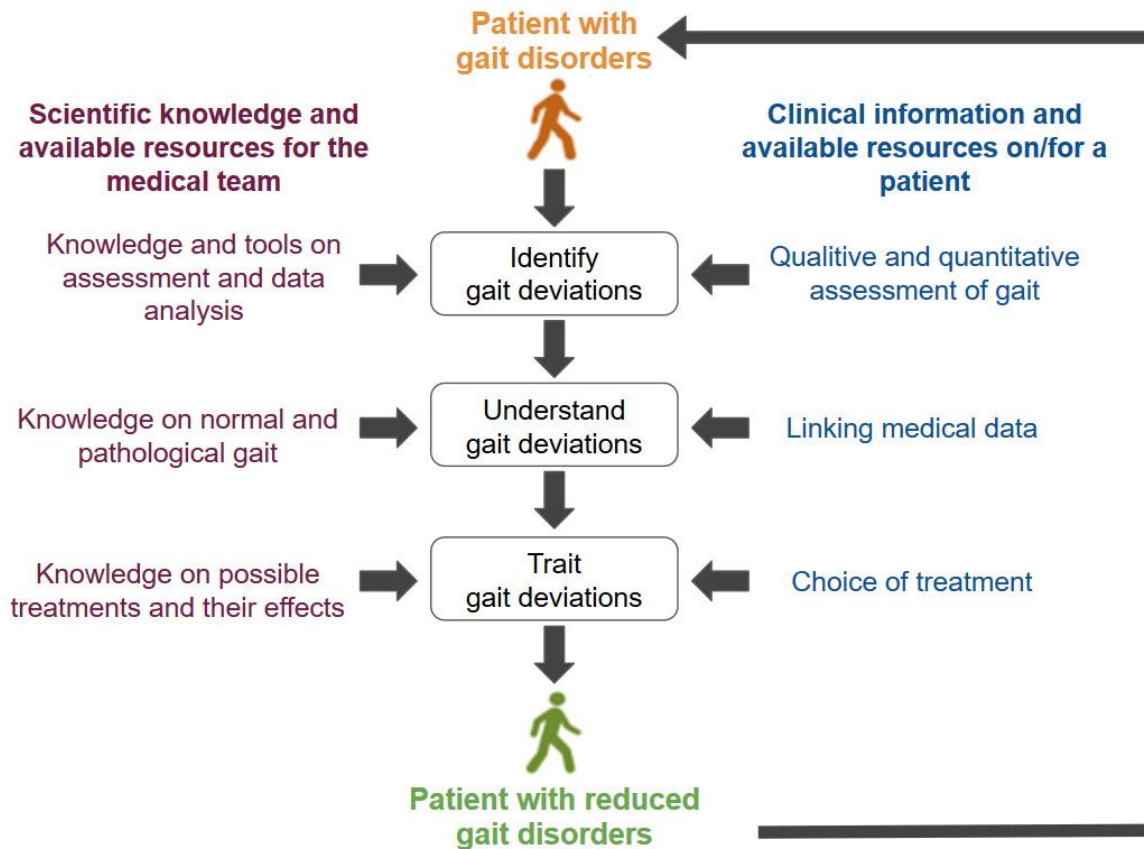 Patient with
gait disorders
Scientific knowledge and
available resources for the
medical team
Clinical information and
available resources on/for a
patient
Knowledge and tools on
assessment and data
analysis
Identify
gait deviations
Qualitive and quantitative
assessment of gait
Knowledge on normal and
pathological gait
Understand
gait deviations
Linking medical data
Knowledge on possible
treatments and their effects
Trait
gait deviations
Choice of treatment
Patient with reduced
gait disorders